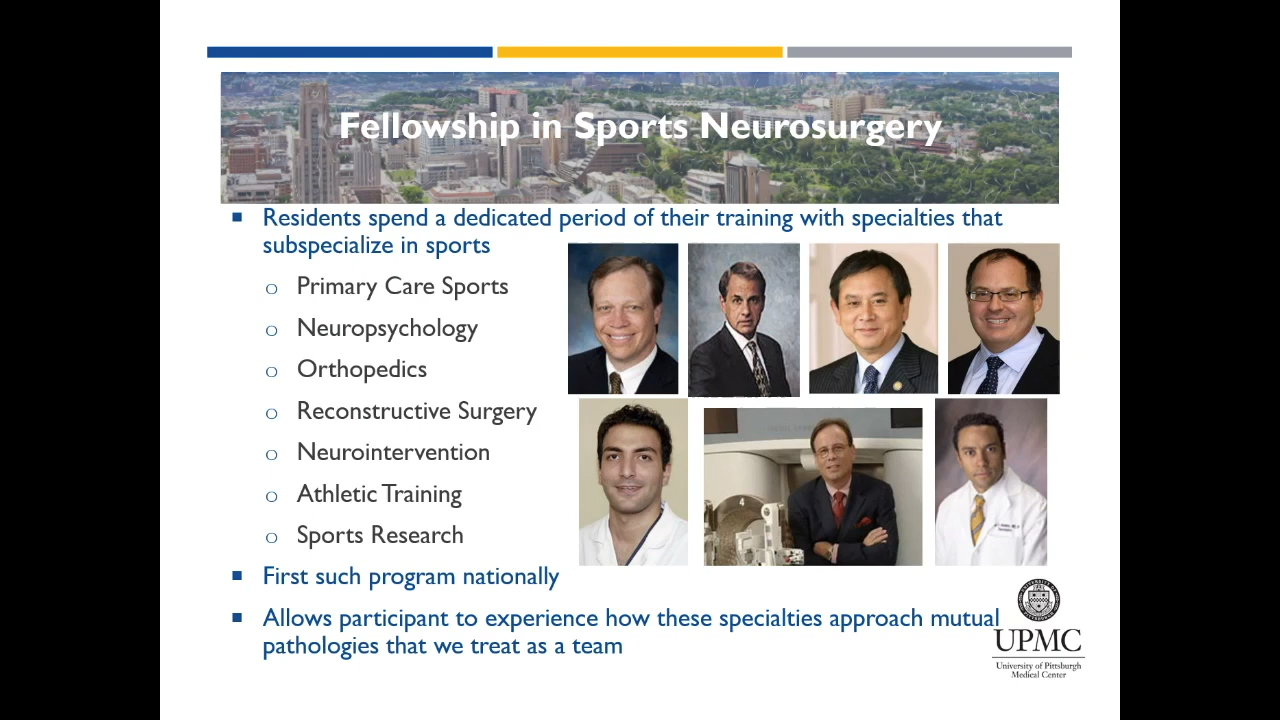 Fellowship in Sports Neurosurgery
Residents spend a dedicated period of their training with specialties that
subspecialize in sports
Primary Care Sports
Neuropsychology
Orthopedics
Reconstructive Surgery
Neurointervention
Athletic Training
Sports Research
First such program nationally
Allows participant to experience how these specialties approach mutual
pathologies that we treat as a team
4
UPMC
University of Pittsburgh
Medical Center